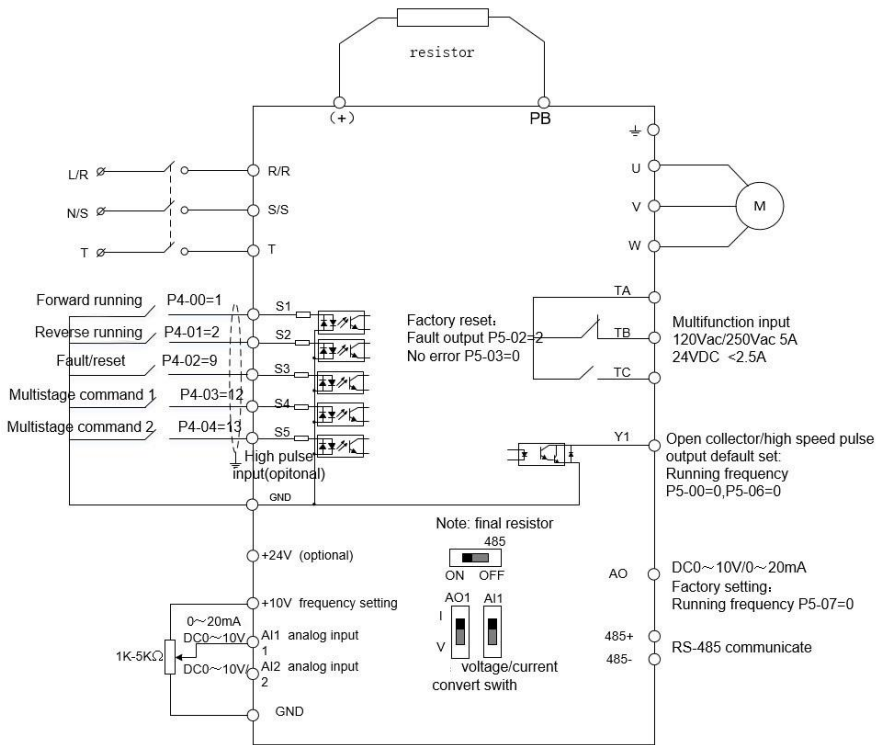 resistor
(+)
PB
L/R
R/R
N/S
S/S
T
T
U
V
W
M
Forward running
P4-00=1
S1
Reverse running
P4-01=2
S2
Fault/reset
P4-02=9
S3
Multistage command 1
P4-03=12
S4
Multistage command 2
P4-04=13
S5
High pulse
input(opitonal)
GND
Factory reset:
Fault output P5-02=2
No error P5-03=0
TA
TB
TC
Multifunction input
120Vac/250Vac 5A
24VDC <2.5A
Y1
Open collector/high speed pulse
output default set:
Running frequency
P5-00=0,P5-06=0
Note: final resistor
485
ON OFF
AO1 AI1
I
V
voltage/current
convert swith
+24V (optional)
+10V frequency setting
0～20mA
DC0～10V
AI1 analog input
1
1K-5KΩ
DC0～10V/
AI2 analog input
2
GND
AO
DC0～10V/0～20mA
Factory setting:
Running frequency P5-07=0
485+
485-
RS-485 communicate